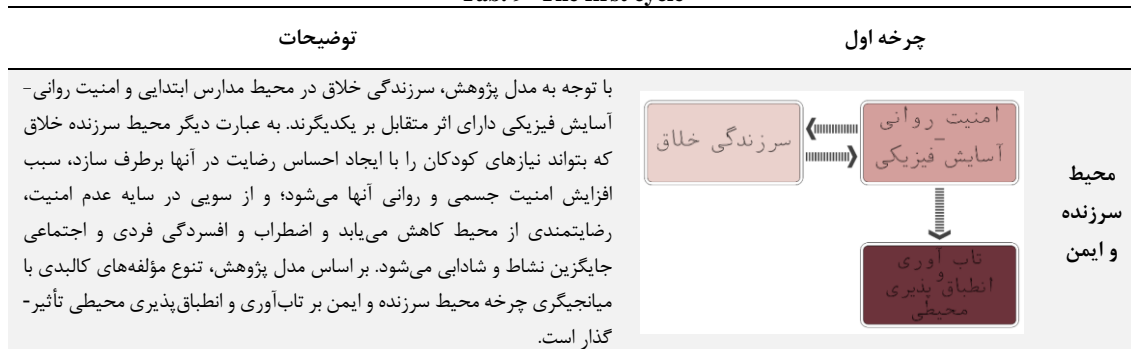 Tab. 9- The first cycle
چرخه اول
توضیحات
محیط
سرزنده
و ایمن
امنیت روانی
–
آسایش فیزیکی
سرزندگی خلاق
تاب آوری
و
انطباق پذیری
محیطی
با توجه به مدل پژوهش، سرزندگی خلاق در محیط مدارس ابتدایی و امنیت روانی-
آسایش فیزیکی دارای اثر متقابل بر یکدیگرند. به عبارت دیگر محیط سرزنده خلاق
که بتواند نیازهای کودکان را با ایجاد احساس رضایت در آنها برطرف سازد، سبب
افزایش امنیت جسمی و روانی آنها می‌شود؛ و از سویی در سایه عدم امنیت،
رضایتمندی از محیط کاهش می‌یابد و اضطراب و افسردگی فردی و اجتماعی
جایگزین نشاط و شادابی می‌شود. بر اساس مدل پژوهش، تنوع مؤلفه‌های کالبدی با
میانجیگری چرخه محیط سرزنده و ایمن بر تاب‌آوری و انطباق‌پذیری محیطی تأثیر-
گذار است.